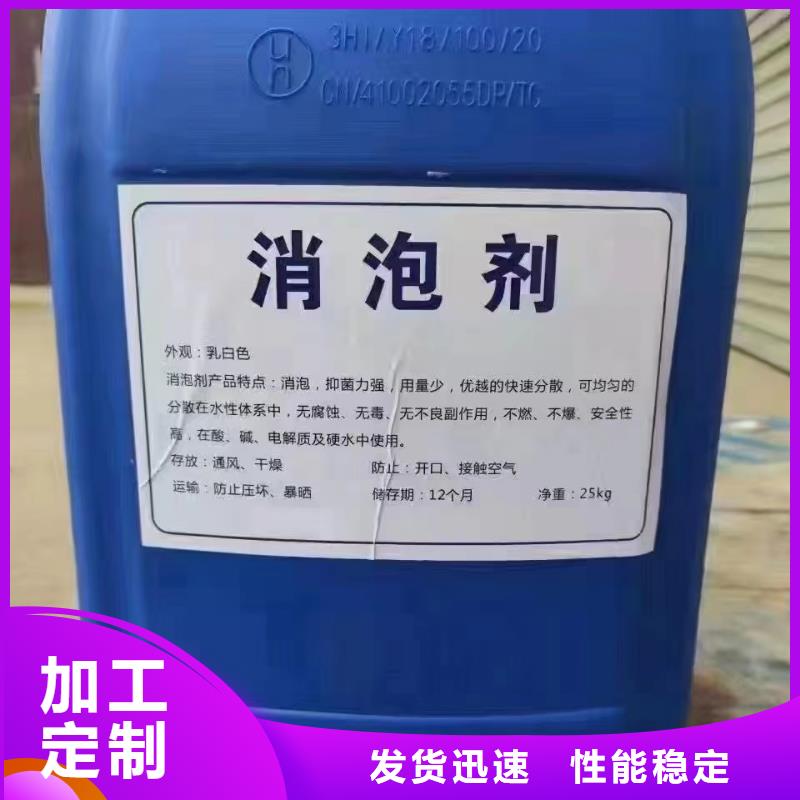 3H1/Y18/100/20
CN/41002055DP/TC
消泡剂
外观：乳白色
消泡剂产品特点：消泡，抑菌力强，用量少，优越的快速分散，可均匀的
分散在水性体系中，无腐蚀、无毒、无不良副作用，不燃、不爆、安全性
高，在酸、碱、电解质及硬水中使用。
存放：通风、干燥 防止：开口、接触空气
运输：防止压坏、暴晒 储存期：12个月 净重：25kg
加工
定制
发货迅速 性能稳定